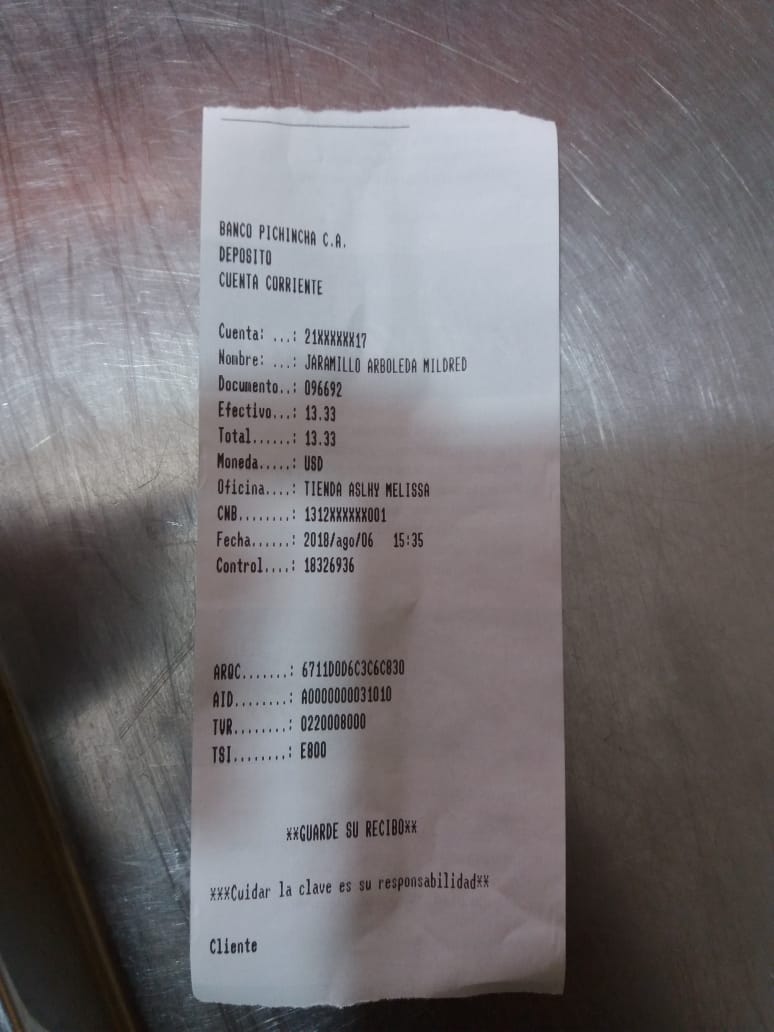 BANCO PICHINCHA C.A.
DEPOSITO
CUENTA CORRIENTE
Cuenta: ...: 21XXXXXX17
Nombre: ...: JARAMILLO ARBOLEDA MILDRED
Documento..: 096692
Efectivo...: 13.33
Total......: 13.33
Moneda.....: USD
Oficina....: TIENDA ASLHY MELISSA
CNB........: 1312XXXXXX001
Fecha......: 2018/ago/06 15:35
Control....: 18326936
ARQC.......: 6711D0D6C3C6C830
AID........: A0000000031010
TVR........: 0220008000
TSI........: E800
**GUARDE SU RECIBO**
***Cuidar la clave es su responsabilidad**
Cliente